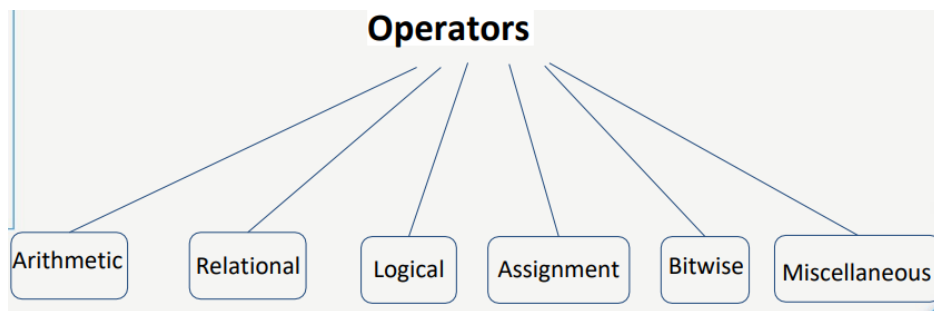 Operators
Arithmetic
Relational
Logical
Assignment
Bitwise
Miscellaneous